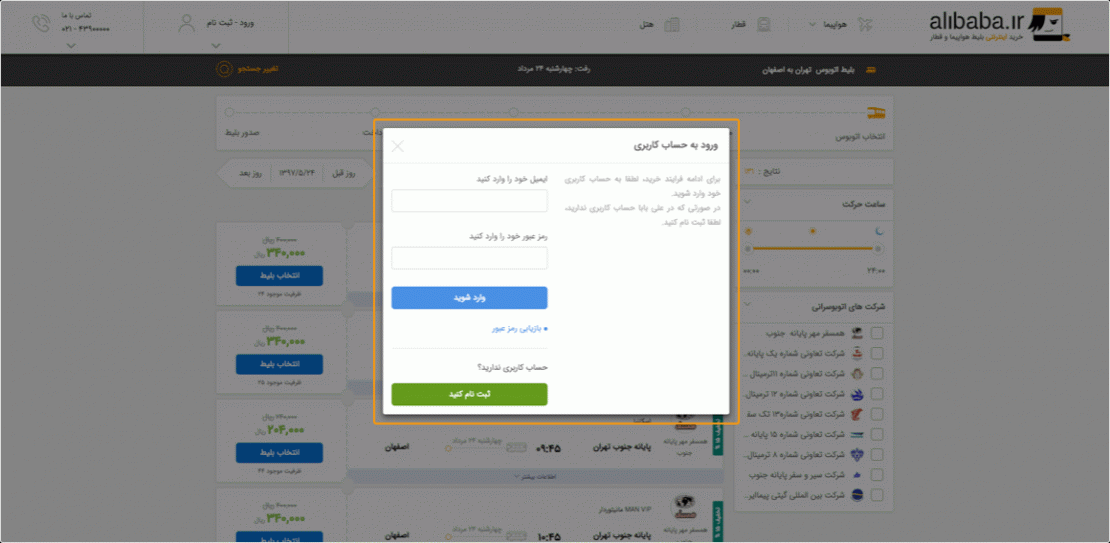 alibaba.ir
خرید اینترنتی بلیط هواپیما و قطار
هواپیما
قطار
هتل
ورود - ثبت نام
تماس با ما
۰۲۱ - ۴۳۹۰۰۰۰۰
بلیط اتوبوس تهران به اصفهان
رفت: چهارشنبه ۲۴ مرداد
تغییر جستجو
انتخاب اتوبوس
صدور بلیط
نتایج : ۱۳۱
روز قبل
۱۳۹۷/۵/۲۴
روز بعد
ساعت حرکت
۲۴:۰۰
۰۰:۰۰
شرکت های اتوبوسرانی
همسفر مهر پایانه جنوب
شرکت تعاونی شماره یک پایانه..
شرکت تعاونی شماره ۱۱ترمینال ...
شرکت تعاونی شماره ۱۲ ترمینال..
شرکت تعاونی شماره۱۳ تک سف
شرکت تعاونی شماره ۱۵ پایانه ...
شرکت تعاونی شماره ۸ ترمینال..
شرکت سیر و سفر پایانه جنوب
شرکت بین المللی گیتی پیماایر...
ورود به حساب کاربری
برای ادامه فرایند خرید، لطفا به حساب کاربری
خود وارد شوید.
در صورتی که در علی بابا حساب کاربری ندارید،
لطفا ثبت نام کنید.
ایمیل خود را وارد کنید
رمز عبور خود را وارد کنید
وارد شوید
بازیابی رمز عبور
حساب کاربری ندارید؟
ثبت نام کنید
۴۰۰,۰۰۰ ریال
۳۴۰,۰۰۰ ریال
انتخاب بلیط
ظرفیت موجود ۲۴
۴۰۰,۰۰۰ ریال
۳۴۰,۰۰۰ ریال
انتخاب بلیط
ظرفیت موجود ۲۵
همسفر مهر پایانه
جنوب
پایانه جنوب تهران
۰۹:۴۵
چهارشنبه ۲۴ مرداد
اصفهان
۲۴۰,۰۰۰ ریال
۲۰۴,۰۰۰ ریال
انتخاب بلیط
ظرفیت موجود ۴۴
اطلاعات بیشتر
همسفر مهر پایانه
MAN VIP مانیتوردار
پایانه جنوب تهران
۱۰:۴۵
چهارشنبه ۲۴ مرداد
اصفهان
۴۰۰,۰۰۰ ریال
۳۴۰,۰۰۰ ریال
انتخاب بلیط